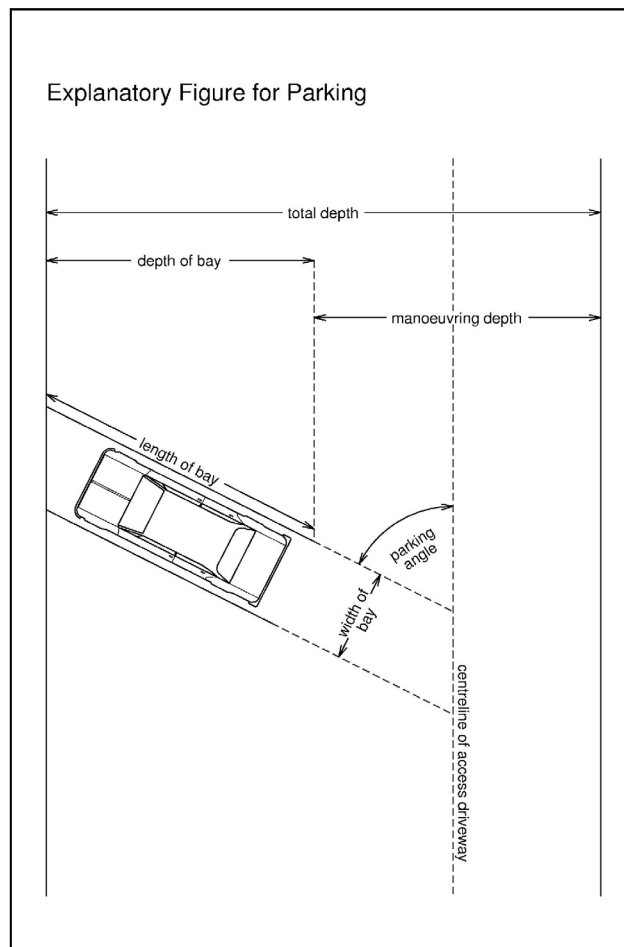 Explanatory Figure for Parking
total depth
depth of bay
manoeuvring depth
length of bay
parking
angle
width of
bay
centreline of access driveway